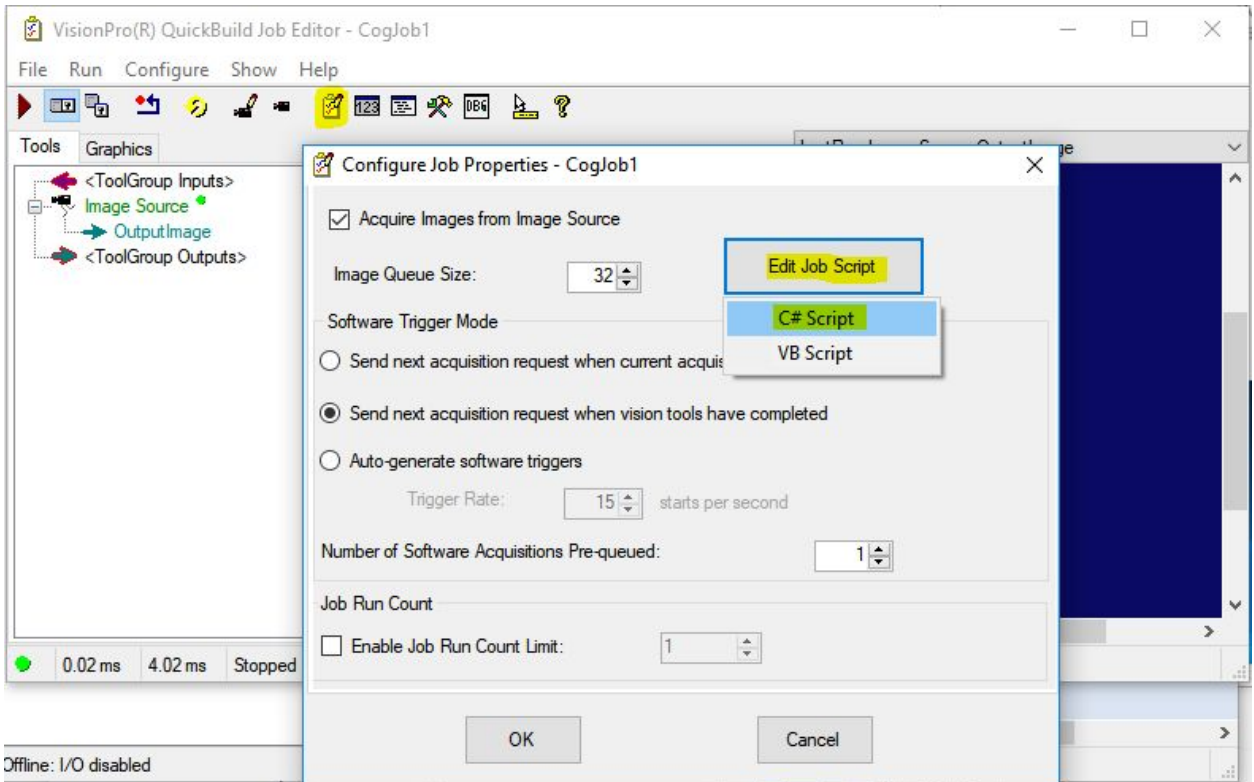 VisionPro(R) QuickBuild Job Editor - CogJob1
File Run Configure Show Help
123 DBG ?
Tools Graphics
<ToolGroup Inputs>
Image Source
OutputImage
<ToolGroup Outputs>
Configure Job Properties - CogJob1
Acquire Images from Image Source
Image Queue Size: 32
Edit Job Script
C# Script
VB Script
Software Trigger Mode
Send next acquisition request when current
Send next acquisition request when vision tools have completed
Auto-generate software triggers
Trigger Rate: 15 starts per second
Number of Software Acquisitions Pre-queued: 1
Job Run Count
Enable Job Run Count Limit: 1
0.02 ms 4.02 ms Stopped
OK Cancel
Offline: I/O disabled